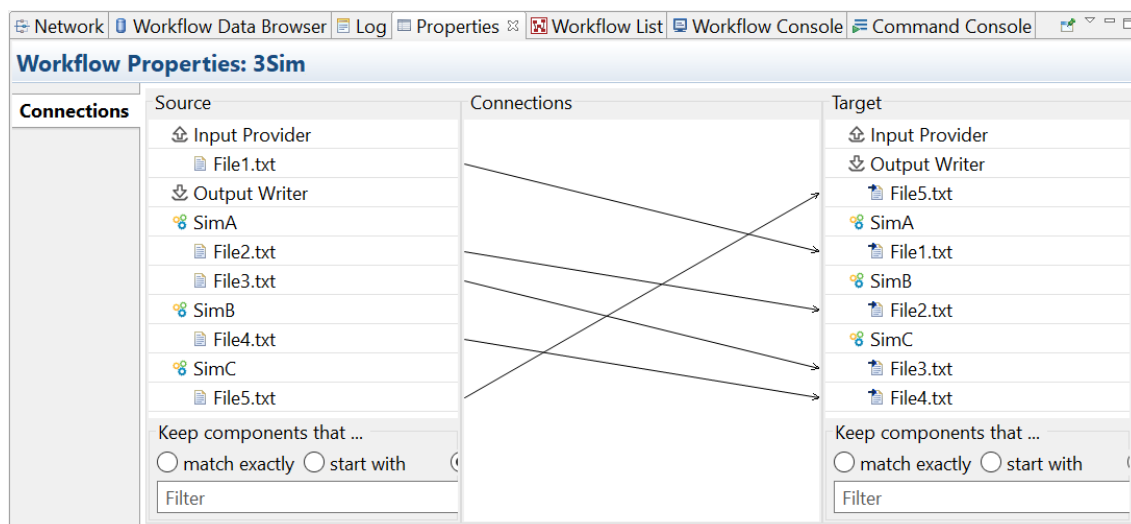 Network Workflow Data Browser Log Properties Workflow List Workflow Console Command Console
Workflow Properties: 3Sim
Connections
Source
Input Provider
File1.txt
Output Writer
SimA
File2.txt
File3.txt
SimB
File4.txt
SimC
File5.txt
Keep components that ...
match exactly start with
Filter
Connections
Target
Input Provider
Output Writer
File5.txt
SimA
File1.txt
SimB
File2.txt
SimC
File3.txt
File4.txt
Keep components that ...
match exactly start with
Filter